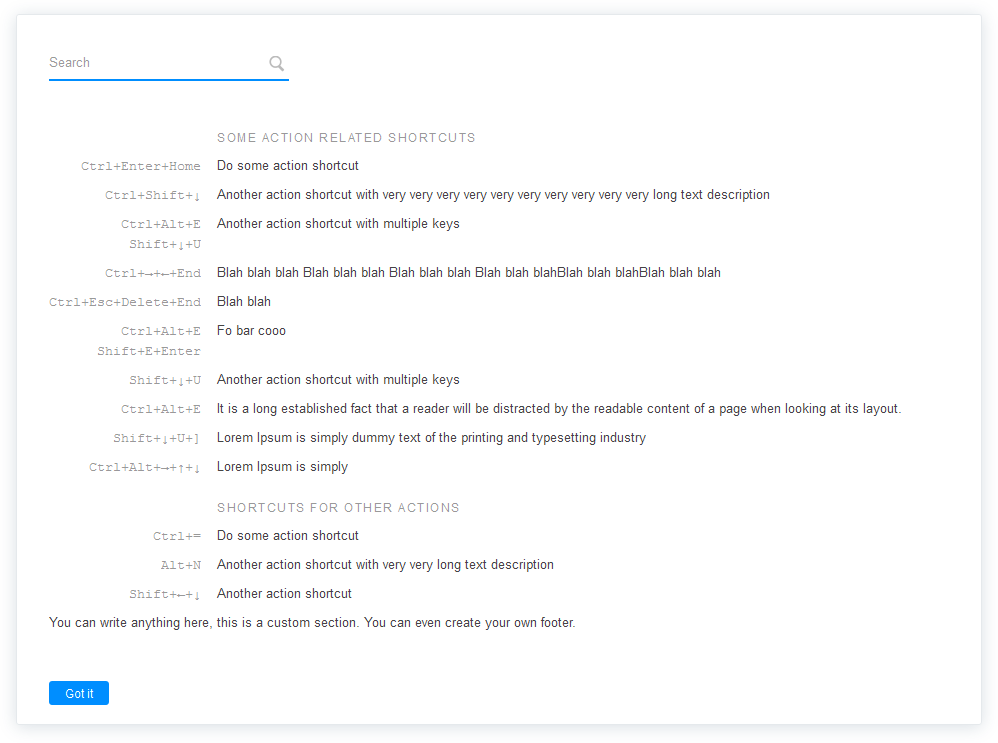 Search
SOME ACTION RELATED SHORTCUTS
Ctrl+Enter+Home Do some action shortcut
Ctrl+Shift+↓ Another action shortcut with very very very very very very very very very very long text description
Ctrl+Alt+E Another action shortcut with multiple keys
Shift+↓+U
Ctrl+→+←+End Blah blah blah Blah blah blah Blah blah blah Blah blah blahBlah blah blahBlah blah blah
Ctrl+Esc+Delete+End Blah blah
Ctrl+Alt+E Fo bar cooo
Shift+E+Enter
Shift+↓+U Another action shortcut with multiple keys
Ctrl+Alt+E It is a long established fact that a reader will be distracted by the readable content of a page when looking at its layout.
Shift+↓+U+] Lorem Ipsum is simply dummy text of the printing and typesetting industry
Ctrl+Alt+→+↑+↓ Lorem Ipsum is simply
SHORTCUTS FOR OTHER ACTIONS
Ctrl+= Do some action shortcut
Alt+N Another action shortcut with very very long text description
Shift+←+↓ Another action shortcut
You can write anything here, this is a custom section. You can even create your own footer.
Got it